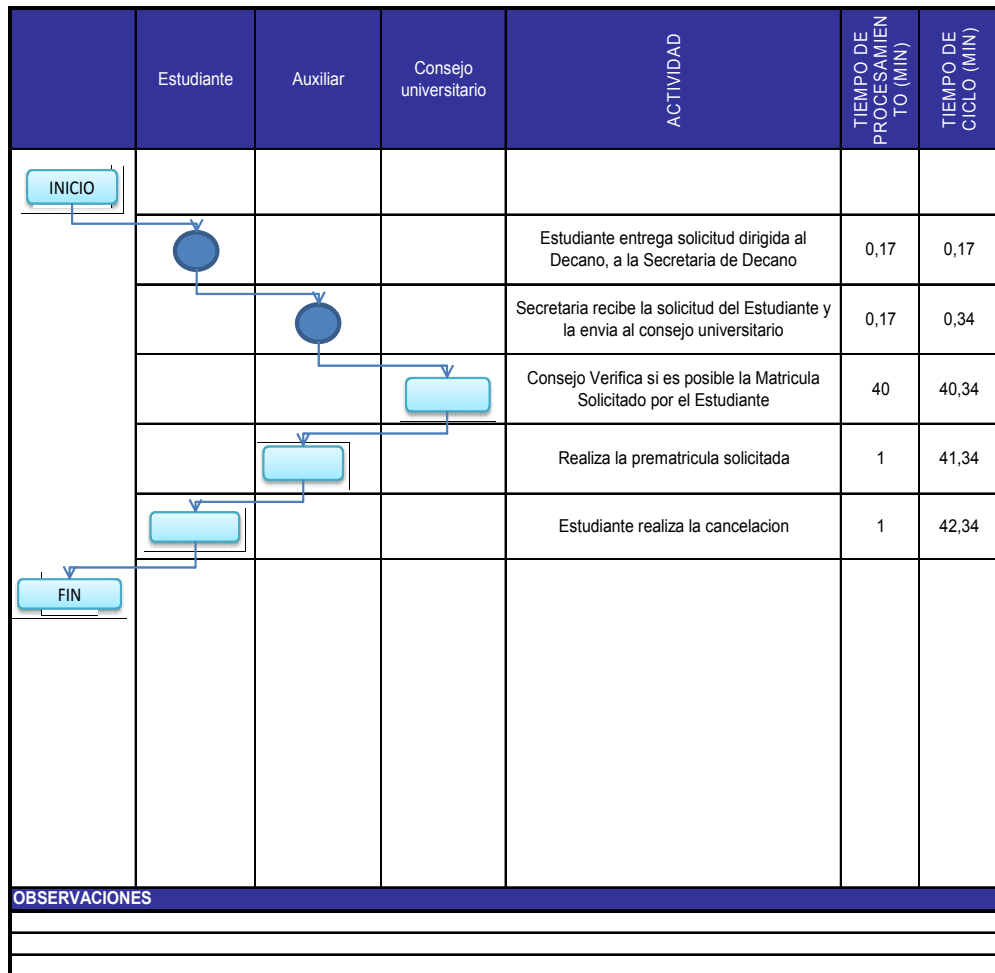 Estudiante
Auxiliar
Consejo
universitario
ACTIVIDAD
TIEMPO DE
PROCESAMIEN
TO (MIN)
TIEMPO DE
CICLO (MIN)
INICIO
Estudiante entrega solicitud dirigida al
Decano, a la Secretaria de Decano
0,17
0,17
Secretaria recibe la solicitud del Estudiante y
la envia al consejo universitario
0,17
0,34
Consejo Verifica si es posible la Matricula
Solicitado por el Estudiante
40
40,34
Realiza la prematricula solicitada
1
41,34
Estudiante realiza la cancelacion
1
42,34
FIN
OBSERVACIONES